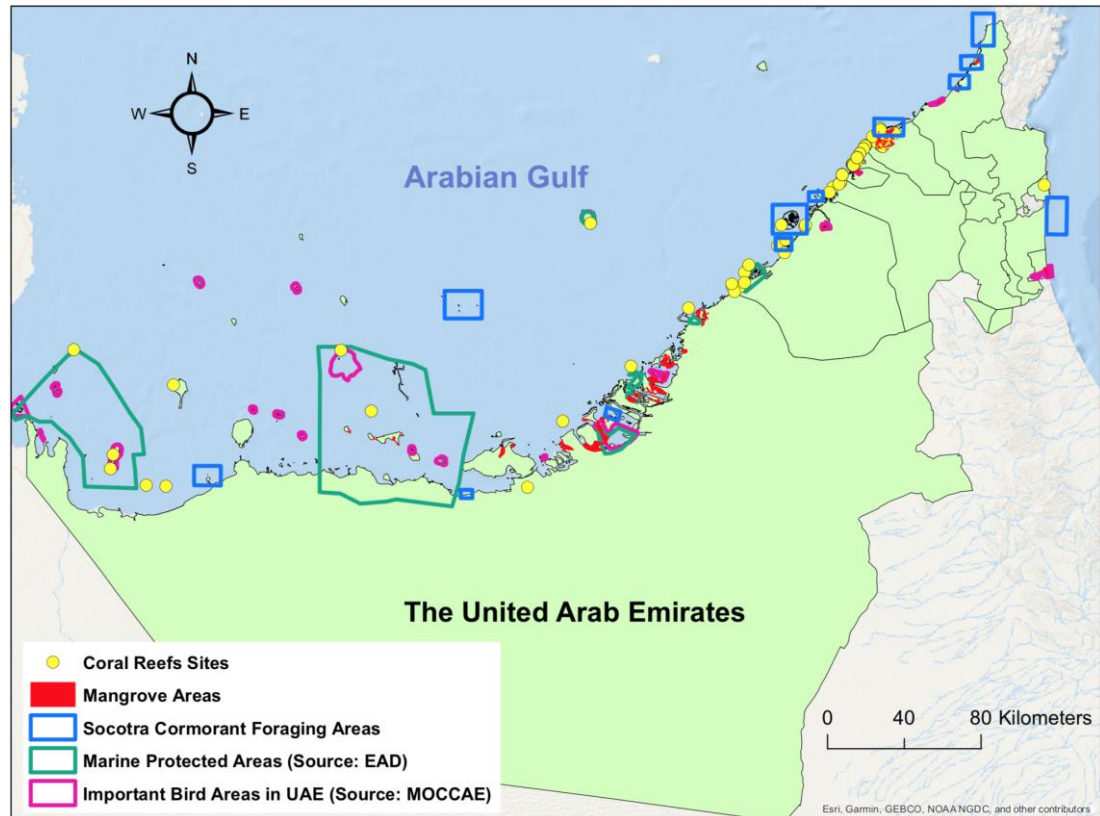 N
W E
S
Arabian Gulf
The United Arab Emirates
Coral Reefs Sites
Mangrove Areas
Socotra Cormorant Foraging Areas
Marine Protected Areas (Source: EAD)
Important Bird Areas in UAE (Source: MOCCAE)
0 40 80 Kilometers
Esri, Garmin, GEBCO, NOAA NGDC, and other contributors